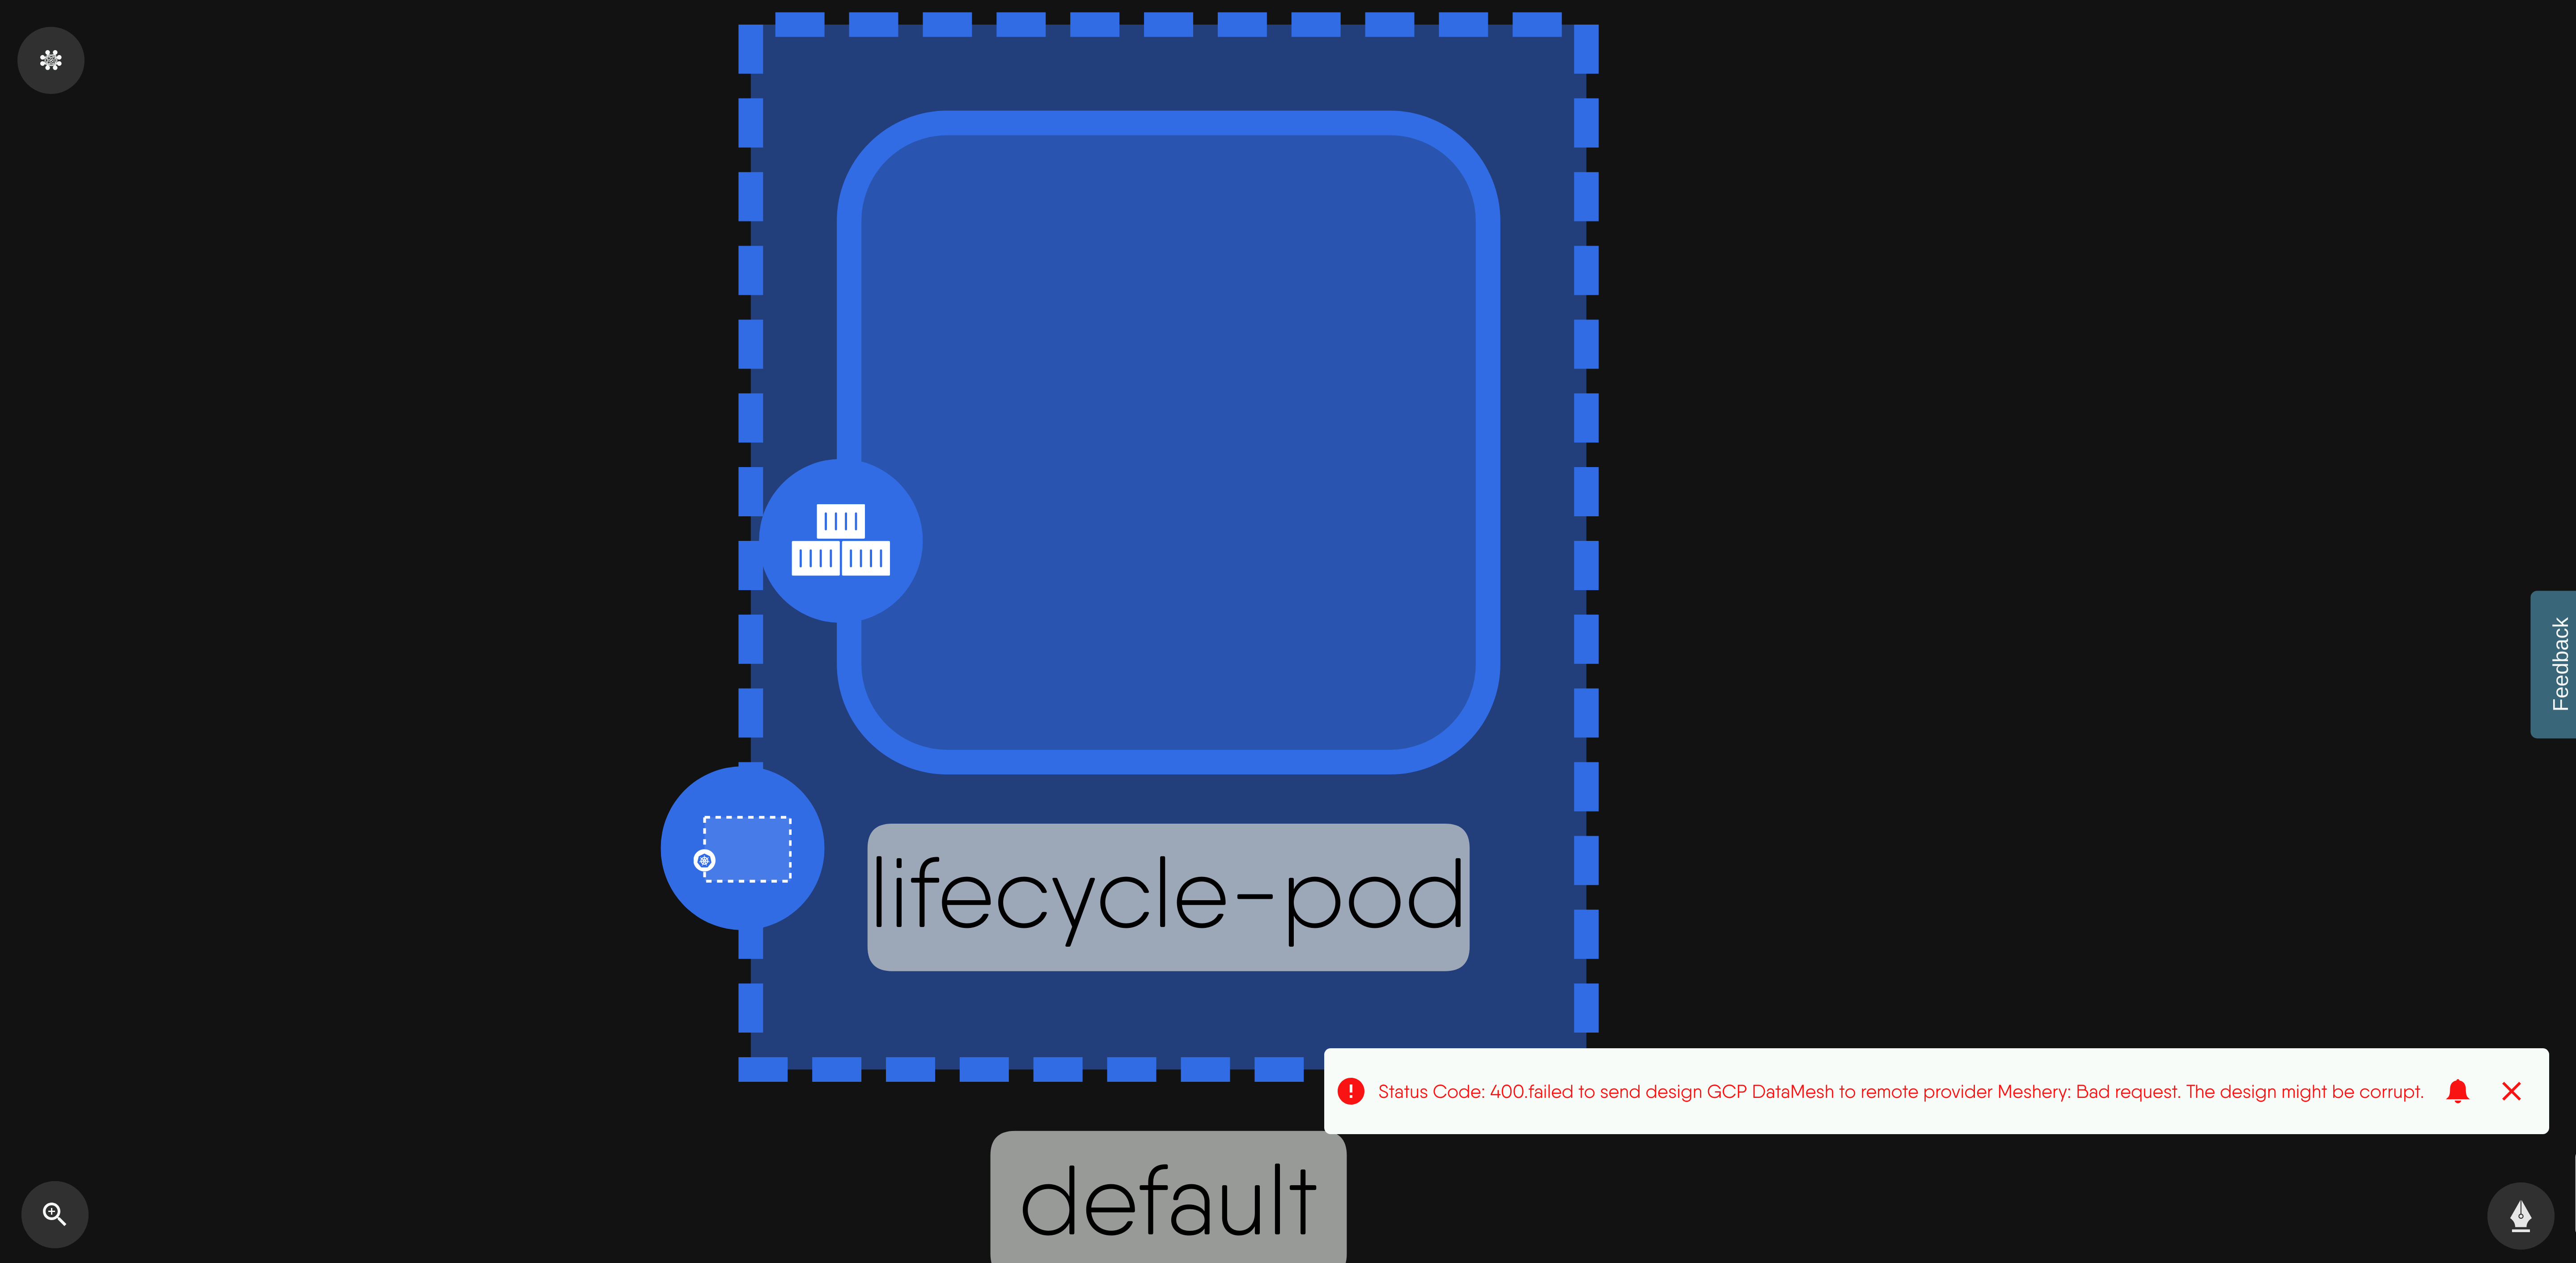 Feedback
lifecycle-pod
Status Code: 400.failed to send design GCP DataMesh to remote provider Meshery: Bad request. The design might be corrupt.
default